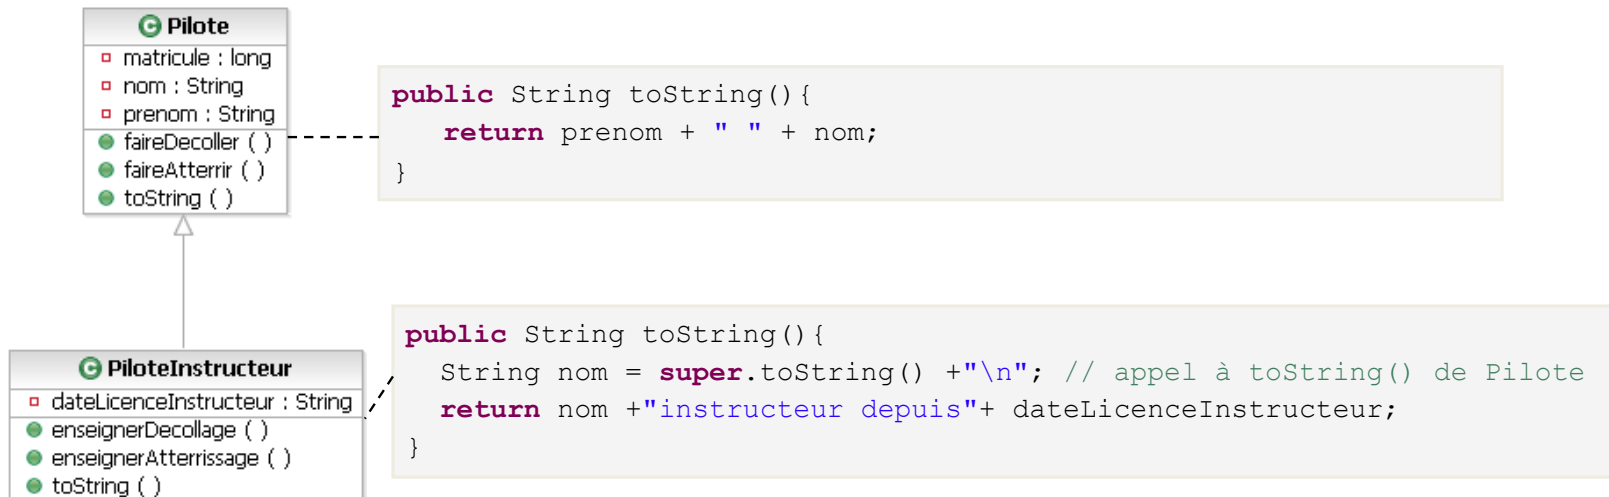 Pilote
matricule : long
nom : String
prenom : String
faireDecoller ( )
faireAtterrir ( )
toString ( )
public String toString(){
return prenom + " " + nom;
}
PiloteInstructeur
dateLicenceInstructeur : String
enseignerDecollage ( )
enseignerAtterrissage ( )
toString ( )
public String toString(){
String nom = super.toString() +"\n"; // appel à toString() de Pilote
return nom +"instructeur depuis"+ dateLicenceInstructeur;
}